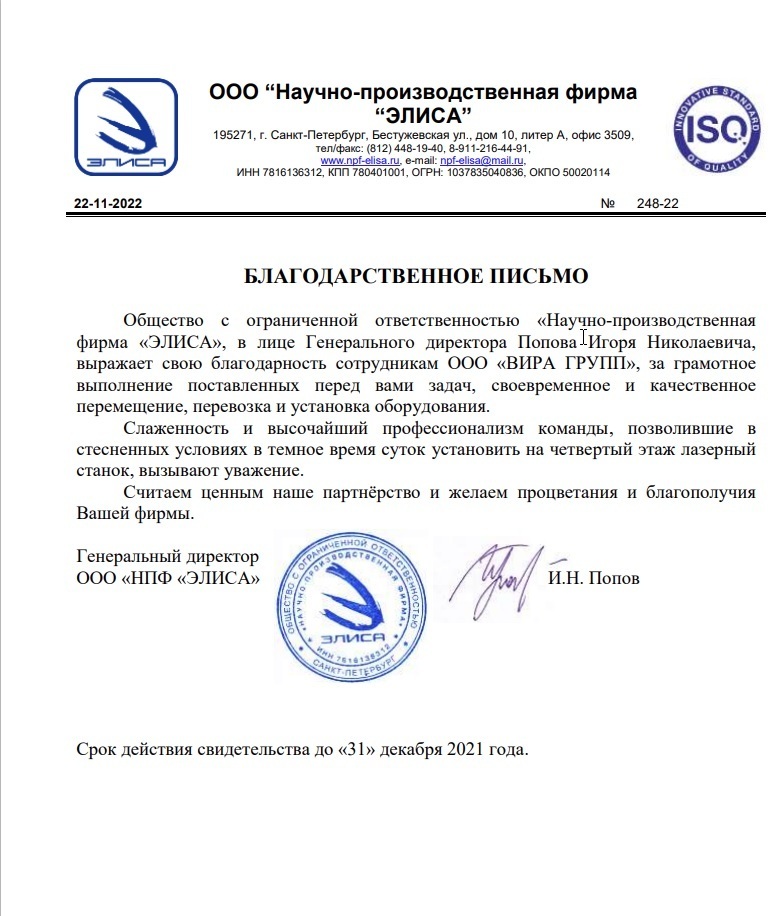 ООО “Научно-производственная фирма
“ЭЛИСА”
195271, г. Санкт-Петербург, Бестужевская ул., дом 10, литер А, офис 3509,
тел/факс: (812) 448-19-40, 8-911-216-44-91,
www.npf-elisa.ru, e-mail: npf-elisa@mail.ru,
ИНН 7816136312, КПП 780401001, ОГРН: 1037835040836, ОКПО 50020114
ЭЛИСА
INNOVATIVE STANDARD
ISQ
OF QUALITY
22-11-2022 № 248-22
БЛАГОДАРСТВЕННОЕ ПИСЬМО
Общество с ограниченной ответственностью «Научно-производственная
фирма «ЭЛИСА», в лице Генерального директора Попова Игоря Николаевича,
выражает свою благодарность сотрудникам ООО «ВИРА ГРУПП», за грамотное
выполнение поставленных перед вами задач, своевременное и качественное
перемещение, перевозка и установка оборудования.
Слаженность и высочайший профессионализм команды, позволившие в
стесненных условиях в темное время суток установить на четвертый этаж лазерный
станок, вызывают уважение.
Считаем ценным наше партнёрство и желаем процветания и благополучия
Вашей фирмы.
Генеральный директор
ООО «НПФ «ЭЛИСА»
ОБЩЕСТВО С ОГРАНИЧЕННОЙ ОТВЕТСТВЕННОСТЬЮ
НАУЧНО ПРОИЗВОДСТВЕННАЯ ФИРМА
ЭЛИСА
ИНН 7816136312
САНКТ-ПЕТЕРБУРГ
И.Н. Попов
Срок действия свидетельства до «31» декабря 2021 года.